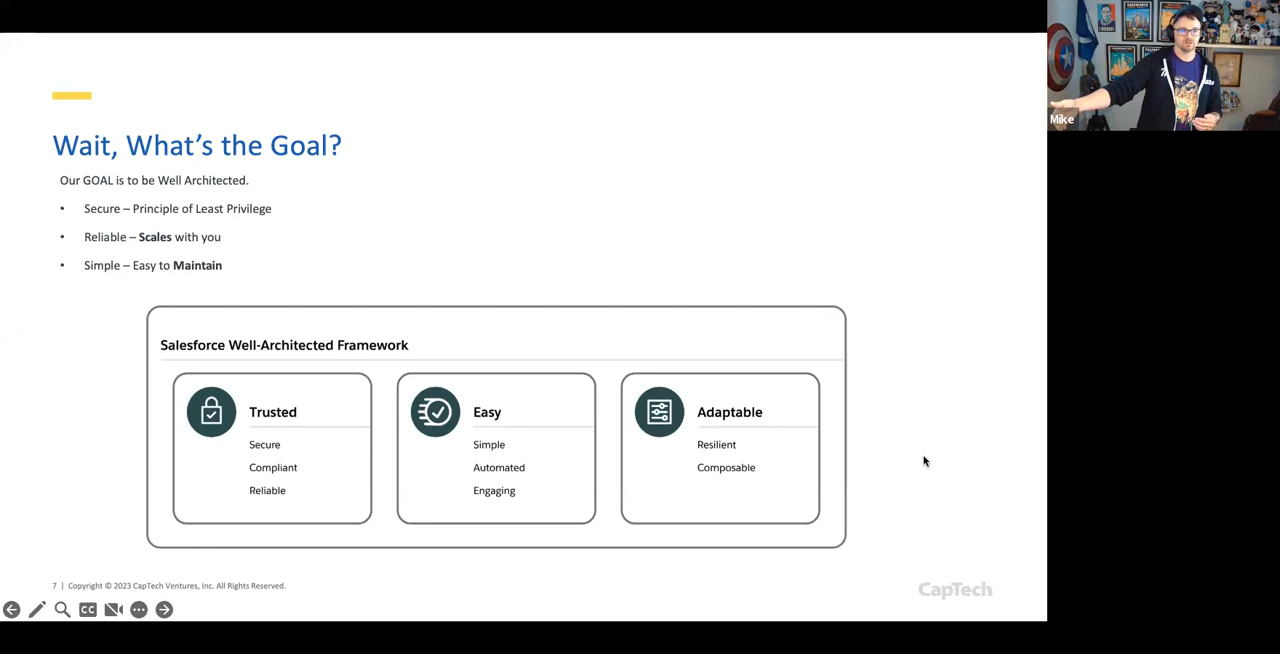 Wait, What's the Goal?
Our GOAL is to be Well Architected.
• Secure – Principle of Least Privilege
• Reliable – Scales with you
• Simple – Easy to Maintain
Salesforce Well-Architected Framework
Trusted
Secure
Compliant
Reliable
Easy
Simple
Automated
Engaging
Adaptable
Resilient
Composable
7 | Copyright © 2023 CapTech Ventures, Inc. All Rights Reserved.
CapTech
CC
Mike